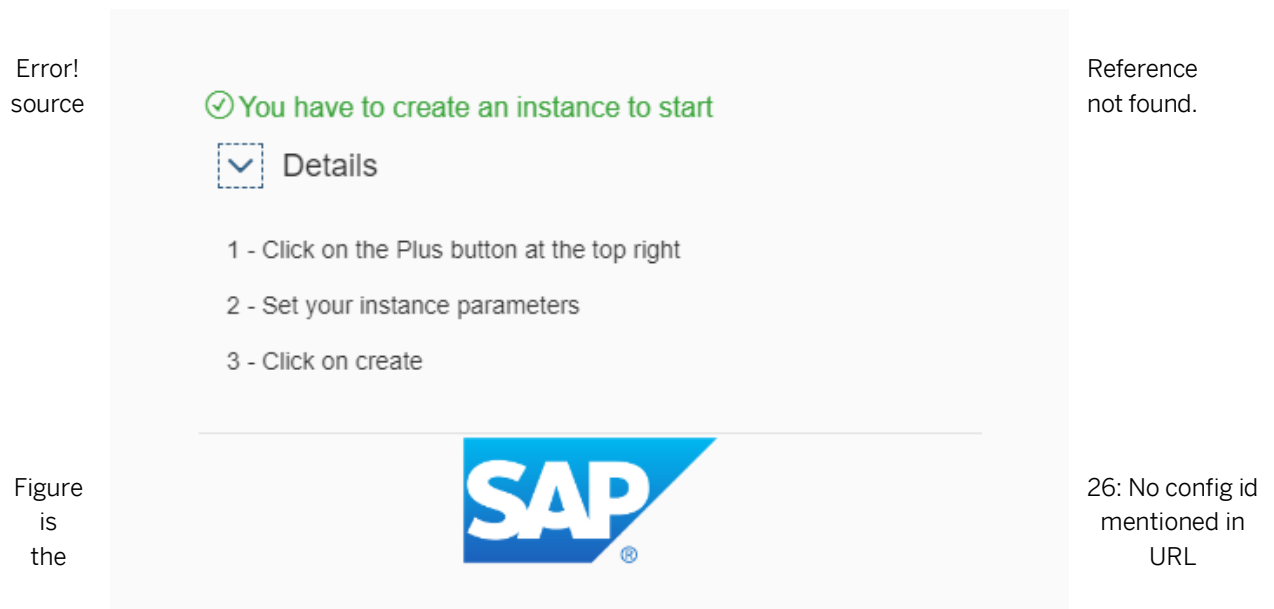 Error! Reference
source not found.
You have to create an instance to start
Details
1 - Click on the Plus button at the top right
2 - Set your instance parameters
3 - Click on create
SAP®
Figure 26: No config id
is mentioned in
the URL